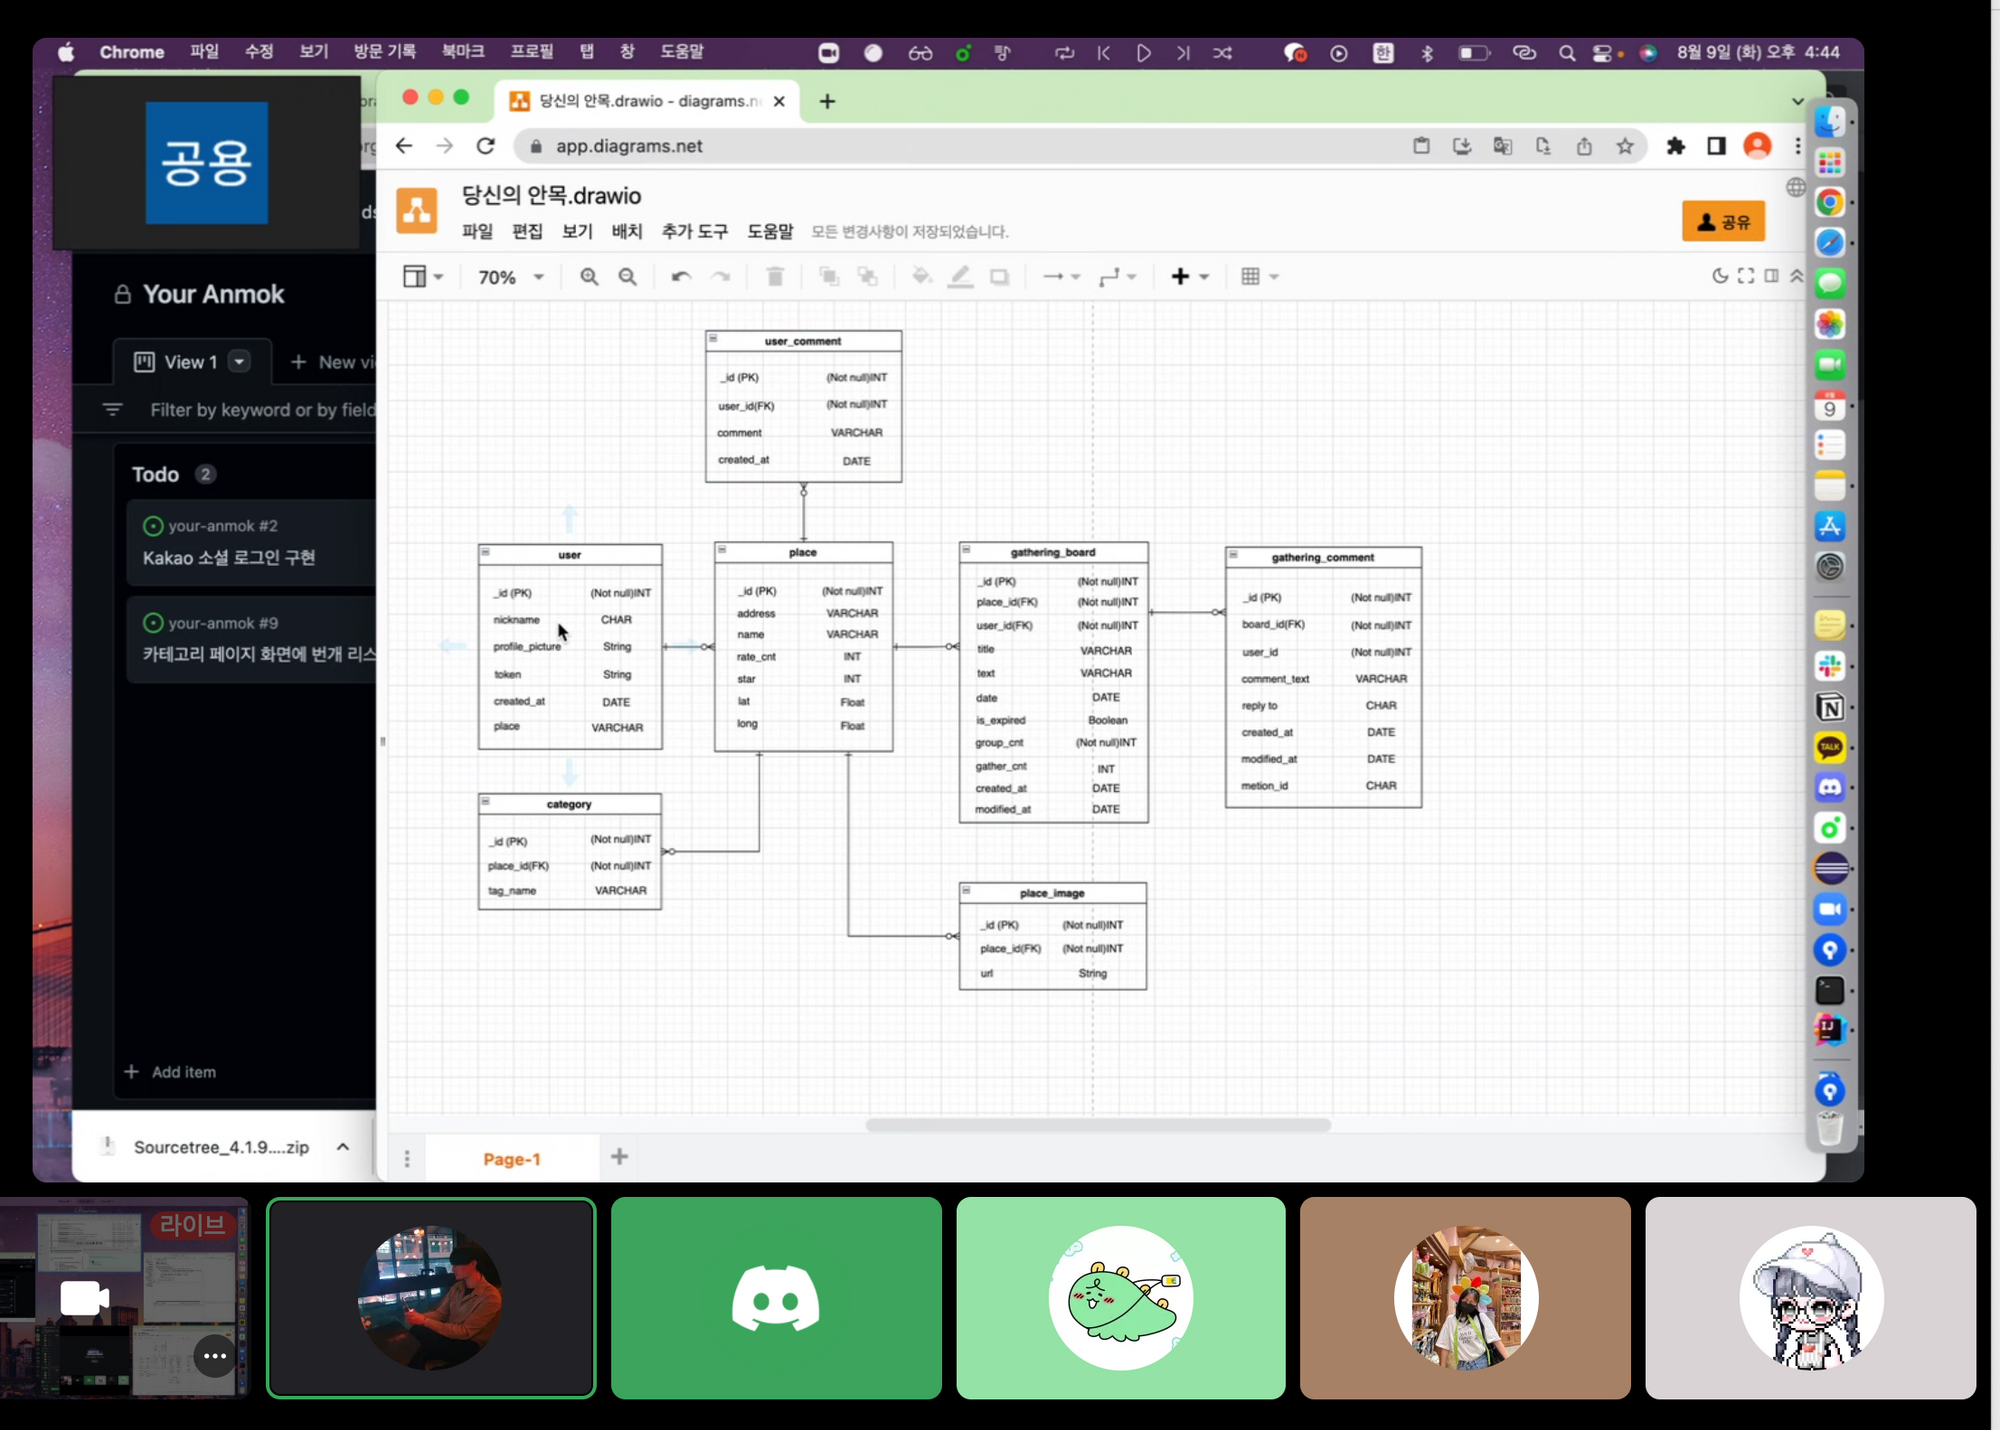 Chrome 파일 수정 보기 방문 기록 북마크 프로필 탭 창 도움말
한
8월 9일 (화) 오후 4:44
공용
당신의 안목.drawio - diagrams.n
app.diagrams.net
당신의 안목.drawio
파일 편집 보기 배치 추가 도구 도움말 모든 변경사항이 저장되었습니다.
공유
70%
Your Anmok
View 1
New vi
Filter by keyword or by field
Todo 2
your-anmok #2
Kakao 소셜 로그인 구현
your-anmok #9
카테고리 페이지 화면에 번개 리스
Add item
Sourcetree_4.1.9....zip
user_comment
_id (PK) (Not null)INT
user_id(FK) (Not null)INT
comment VARCHAR
created_at DATE
user
_id (PK) (Not null)INT
nickname CHAR
profile_picture String
token String
created_at DATE
place VARCHAR
place
_id (PK) (Not null)INT
address VARCHAR
name VARCHAR
rate_cnt INT
star INT
lat Float
long Float
gathering_board
_id (PK) (Not null)INT
place_id(FK) (Not null)INT
user_id(FK) (Not null)INT
title VARCHAR
text VARCHAR
date DATE
is_expired Boolean
group_cnt (Not null)INT
gather_cnt INT
created_at DATE
modified_at DATE
gathering_comment
_id (PK) (Not null)INT
board_id(FK) (Not null)INT
user_id (Not null)INT
comment_text VARCHAR
reply to CHAR
created_at DATE
modified_at DATE
metion_id CHAR
category
_id (PK) (Not null)INT
place_id(FK) (Not null)INT
tag_name VARCHAR
place_image
_id (PK) (Not null)INT
place_id(FK) (Not null)INT
url String
Page-1
9
TALK
IJ
라이브